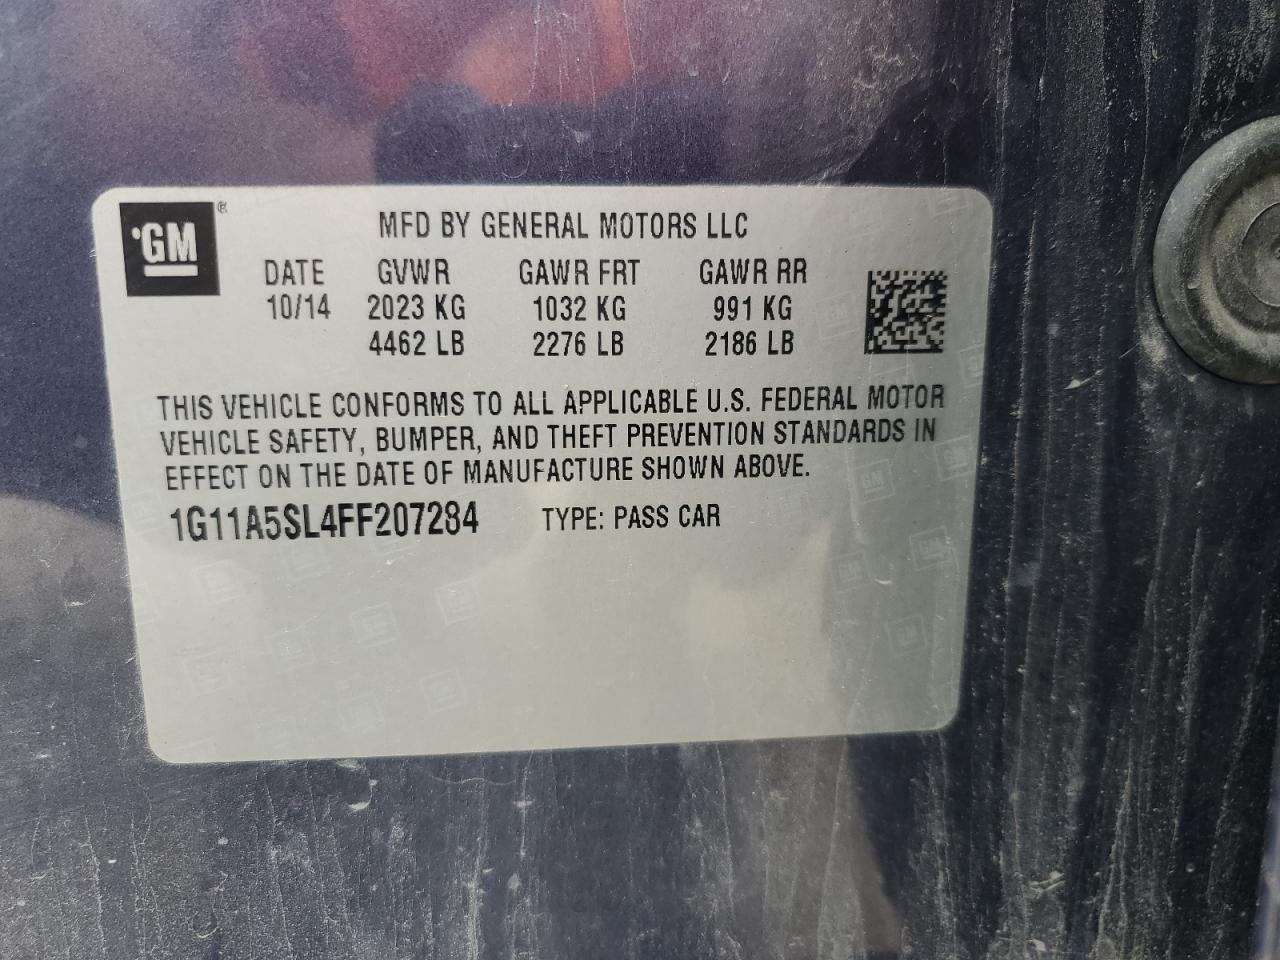 GM®
MFD BY GENERAL MOTORS LLC
DATE GVWR GAWR FRT GAWR RR
10/14 2023 KG 1032 KG 991 KG
4462 LB 2276 LB 2186 LB
THIS VEHICLE CONFORMS TO ALL APPLICABLE U.S. FEDERAL MOTOR
VEHICLE SAFETY, BUMPER, AND THEFT PREVENTION STANDARDS IN
EFFECT ON THE DATE OF MANUFACTURE SHOWN ABOVE.
1G11A5SL4FF207284 TYPE: PASS CAR